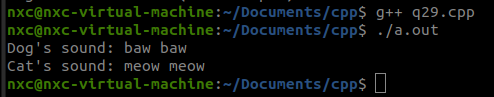 nxc@nxc-virtual-machine:~/Documents/cpp$ g++ q29.cpp
nxc@nxc-virtual-machine:~/Documents/cpp$ ./a.out
Dog's sound: baw baw
Cat's sound: meow meow
nxc@nxc-virtual-machine:~/Documents/cpp$